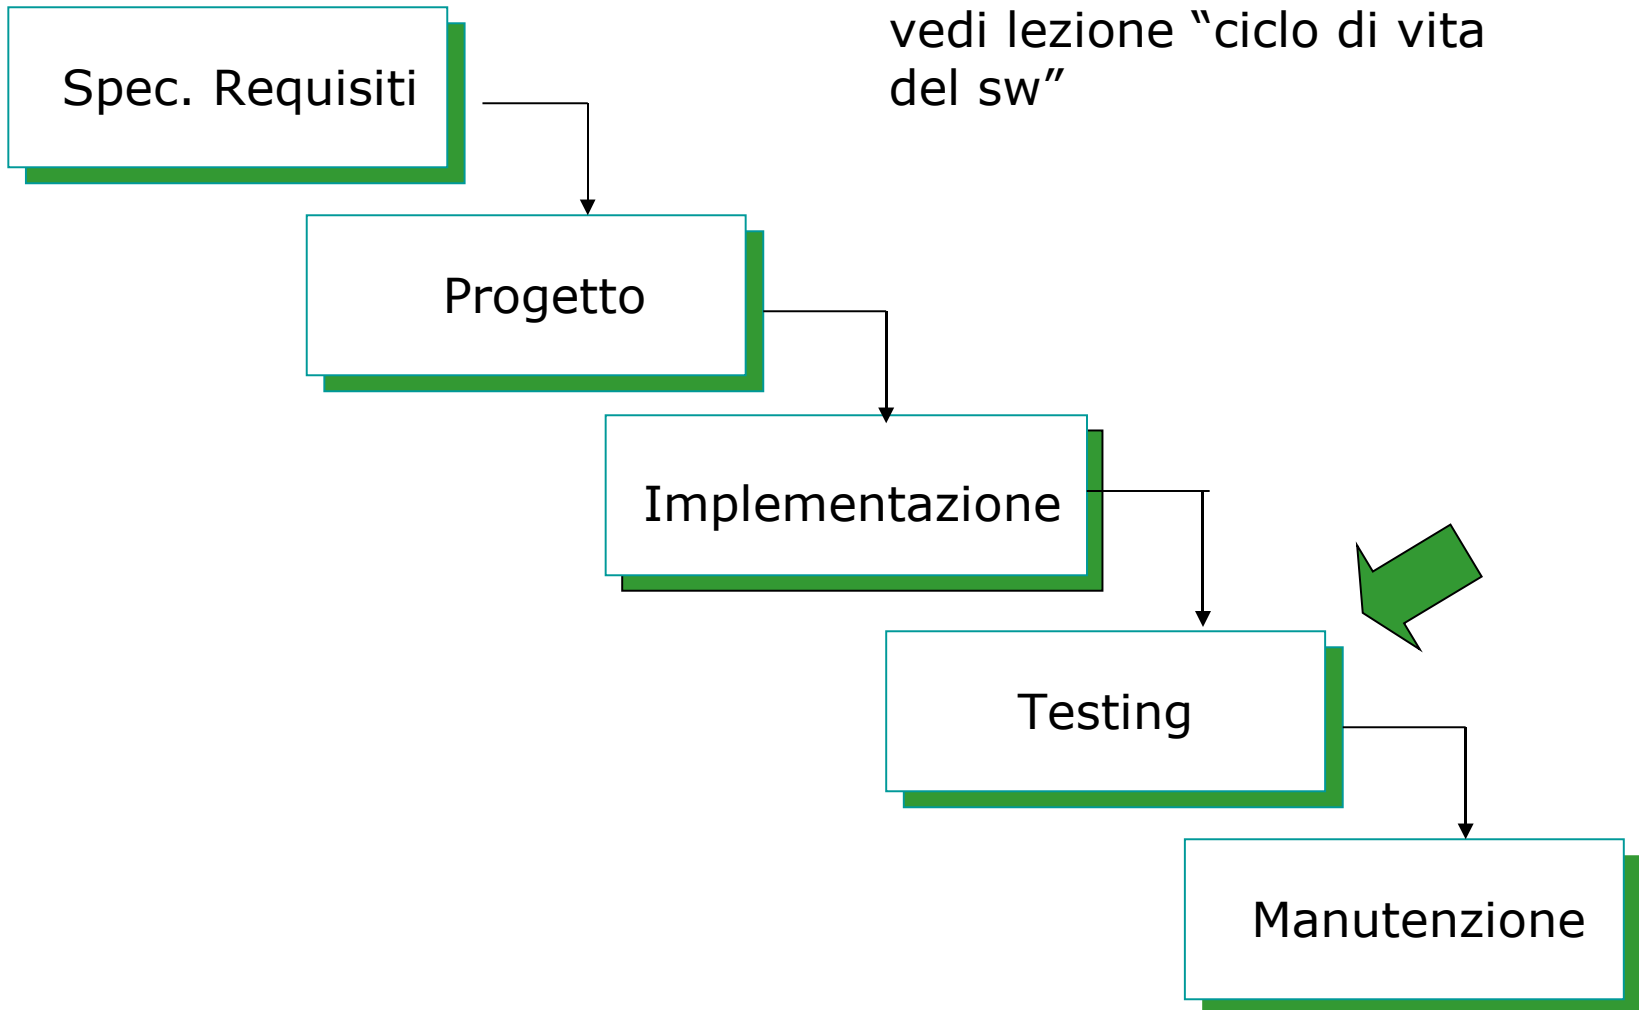 vedi lezione “ciclo di vita
del sw”
Spec. Requisiti
Progetto
Implementazione
Testing
Manutenzione